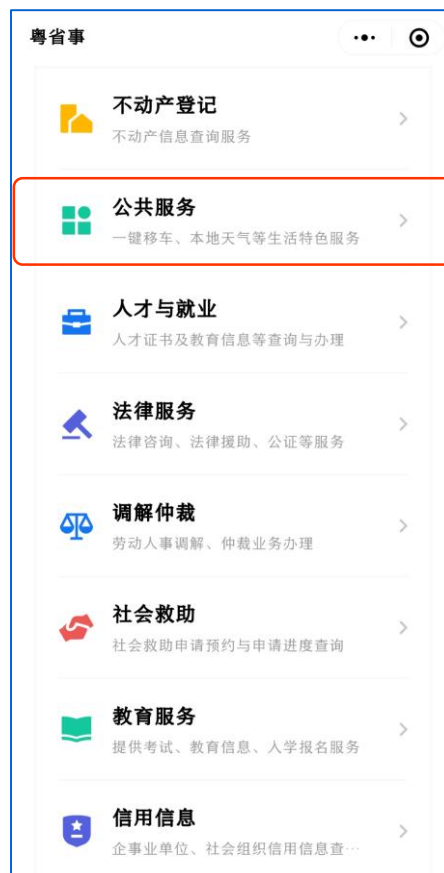 粤省事
不动产登记
不动产信息查询服务
公共服务
一键移车、本地天气等生活特色服务
人才与就业
人才证书及教育信息等查询与办理
法律服务
法律咨询、法律援助、公证等服务
调解仲裁
劳动人事调解、仲裁业务办理
社会救助
社会救助申请预约与申请进度查询
教育服务
提供考试、教育信息、入学报名服务
信用信息
企事业单位、社会组织信用信息查…